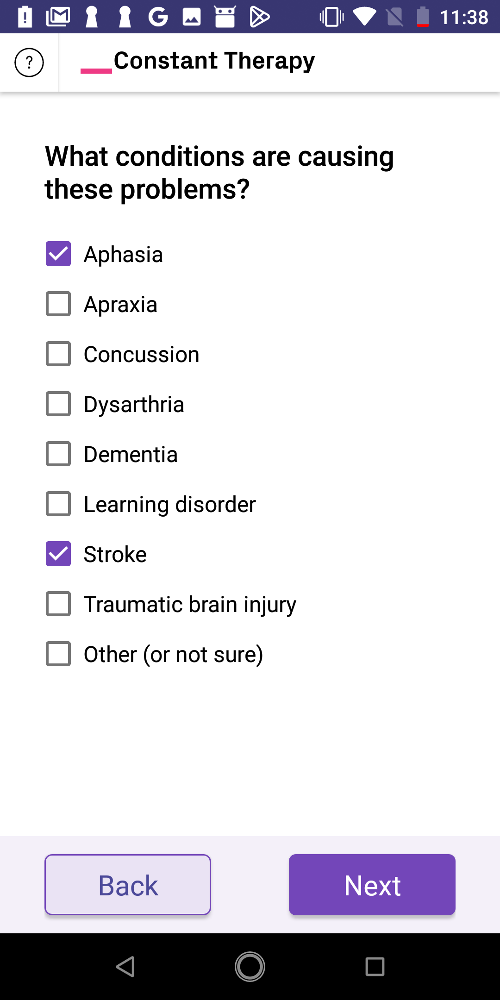 11:38
?
Constant Therapy
What conditions are causing
these problems?
Aphasia
Apraxia
Concussion
Dysarthria
Dementia
Learning disorder
Stroke
Traumatic brain injury
Other (or not sure)
Back
Next